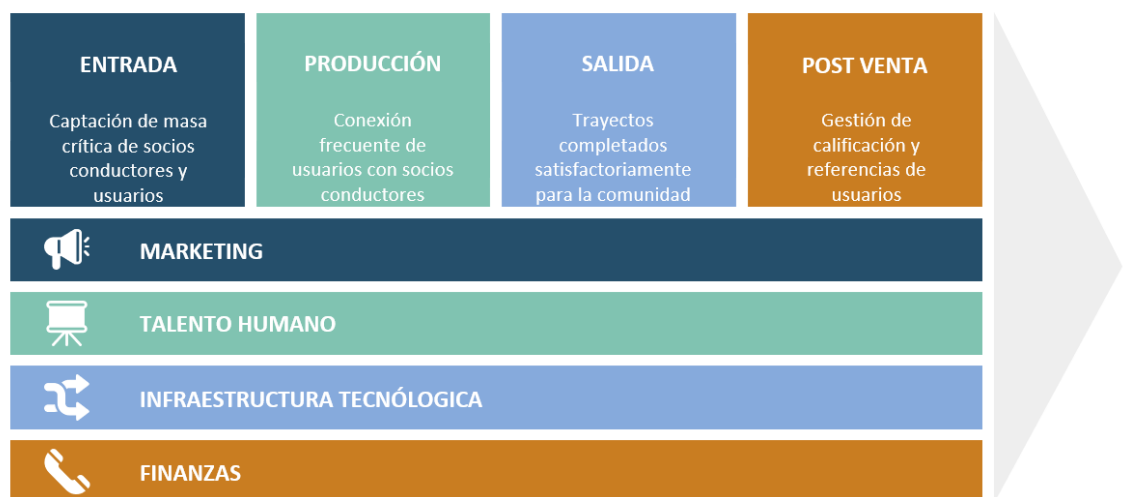 ENTRADA
Captación de masa
crítica de socios
conductores y
usuarios
PRODUCCIÓN
Conexión
frecuente de
usuarios con socios
conductores
SALIDA
Trayectos
completados
satisfactoriamente
para la comunidad
POST VENTA
Gestión de
calificación y
referencias de
usuarios
MARKETING
TALENTO HUMANO
INFRAESTRUCTURA TECNÓLOGICA
FINANZAS